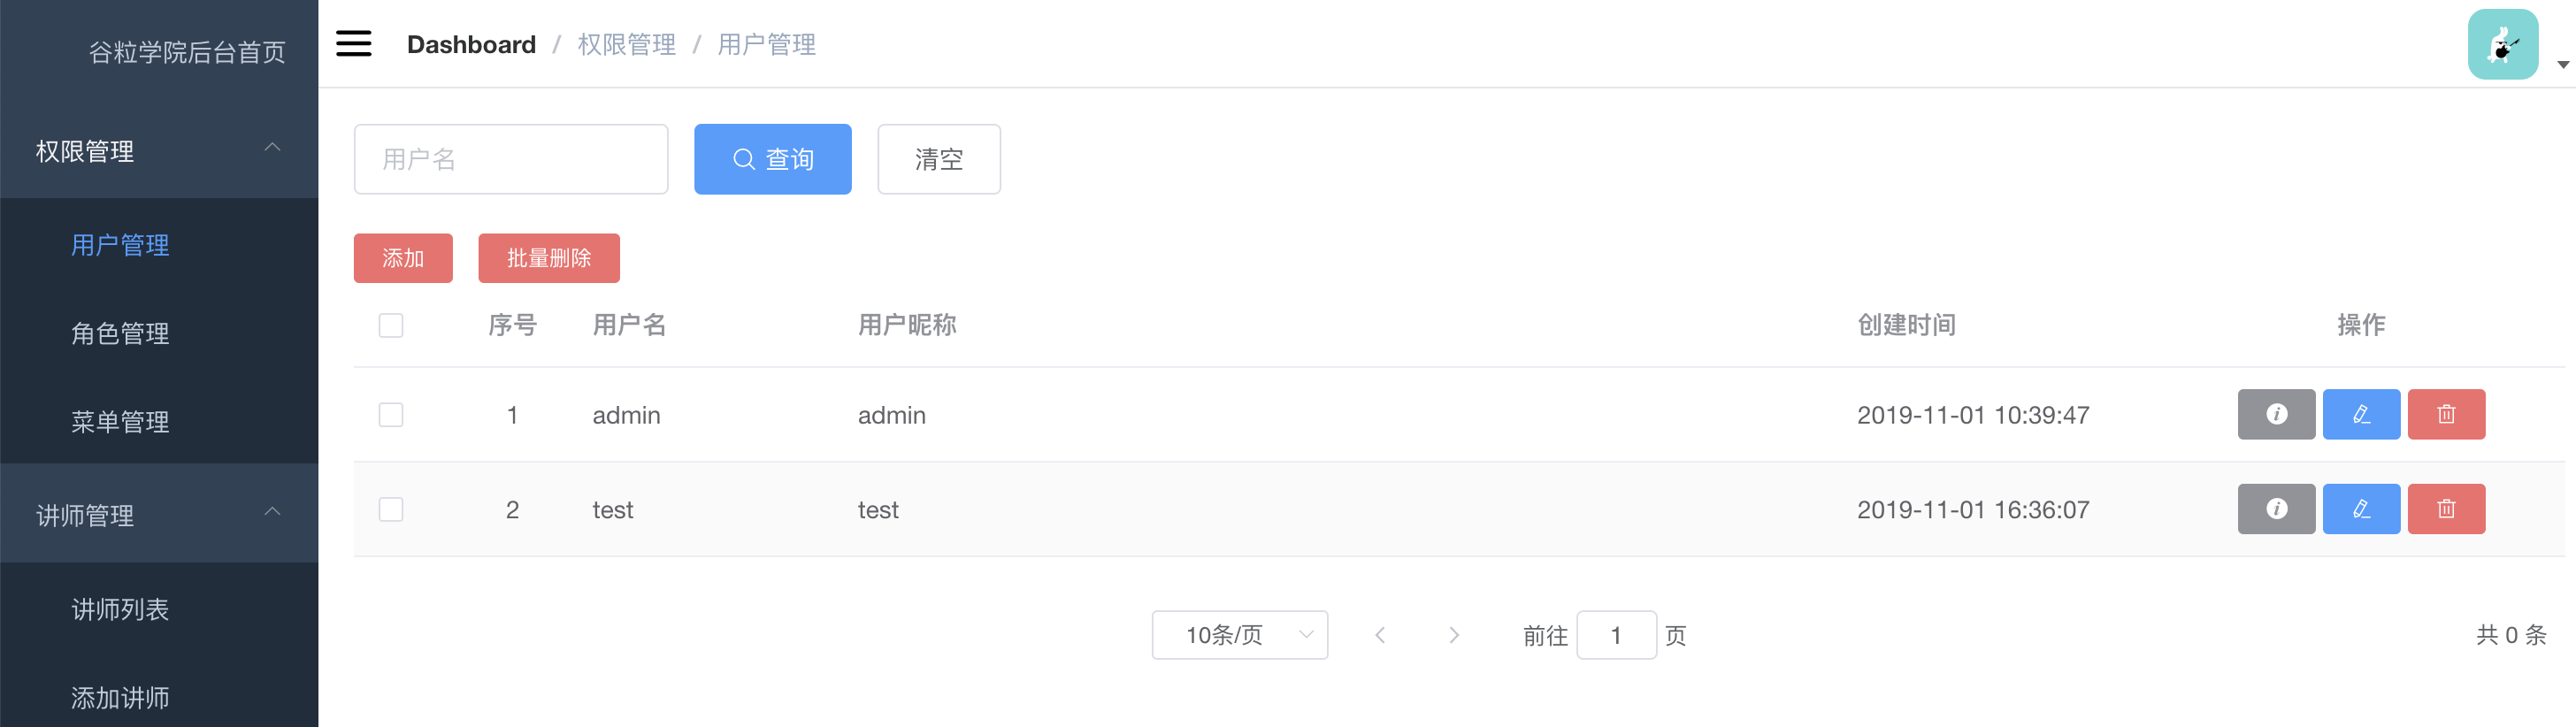 谷粒学院后台首页
Dashboard / 权限管理 / 用户管理
权限管理
用户管理
角色管理
菜单管理
讲师管理
讲师列表
添加讲师
用户名 查询 清空
添加 批量删除
序号 用户名 用户昵称 创建时间 操作
1 admin admin 2019-11-01 10:39:47
2 test test 2019-11-01 16:36:07
10条/页 前往 1 页 共 0 条